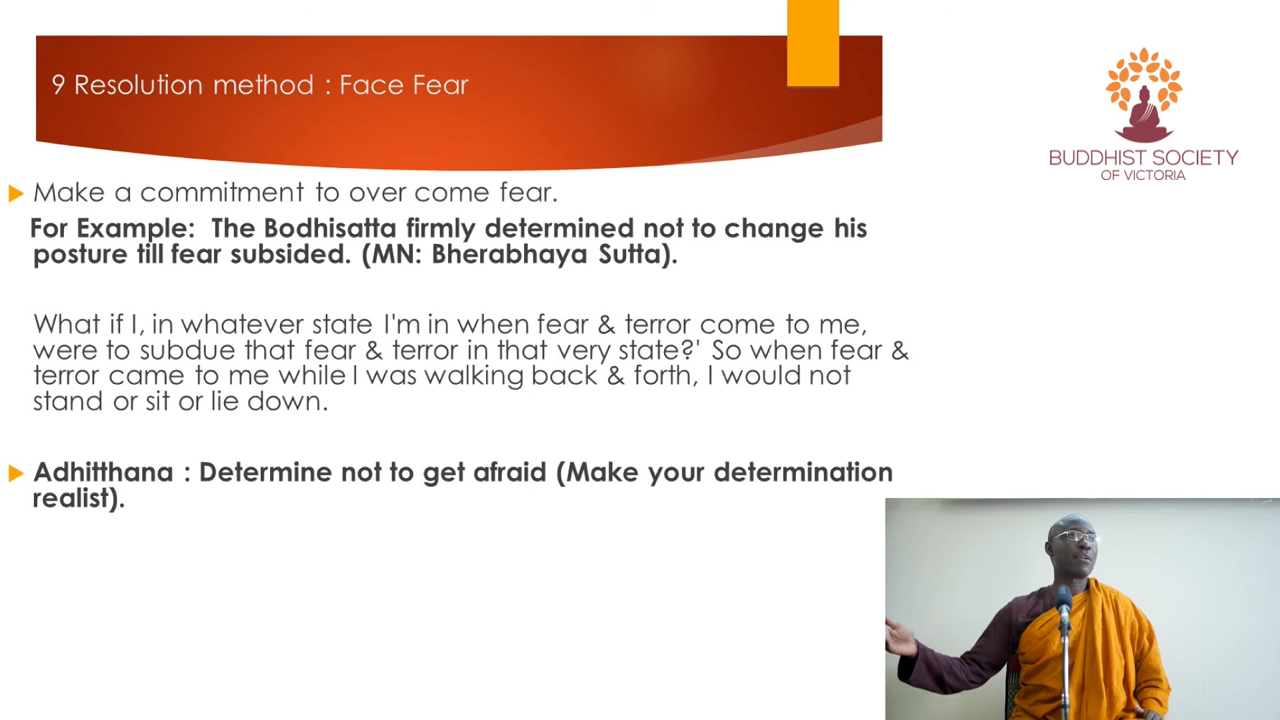 9 Resolution method : Face Fear
BUDDHIST SOCIETY
OF VICTORIA
Make a commitment to over come fear.
For Example: The Bodhisatta firmly determined not to change his
posture till fear subsided. (MN: Bherabhaya Sutta).
What if I, in whatever state I'm in when fear & terror come to me,
were to subdue that fear & terror in that very state?' So when fear &
terror came to me while I was walking back & forth, I would not
stand or sit or lie down.
Adhitthana : Determine not to get afraid (Make your determination
realist).